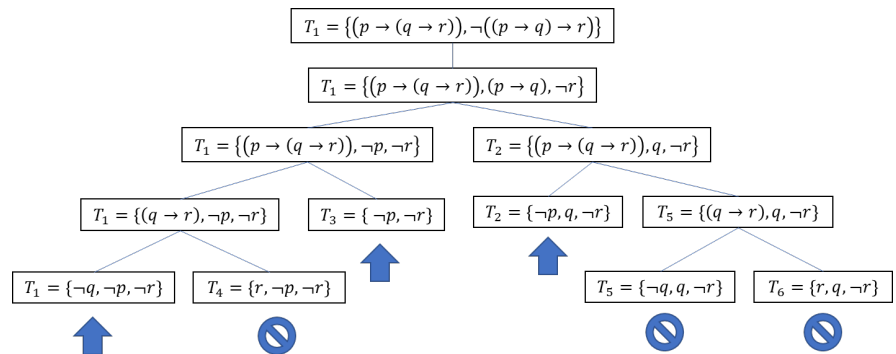 T₁ = {(p → (q → r)), ¬((p → q) → r)}
T₁ = {(p → (q → r)), (p → q), ¬r}
T₁ = {(p → (q → r)), ¬p, ¬r}
T₂ = {(p → (q → r)), q, ¬r}
T₁ = {(q → r), ¬p, ¬r}
T₃ = { ¬p, ¬r}
T₂ = {¬p, q, ¬r}
T₅ = {(q → r), q, ¬r}
T₁ = {¬q, ¬p, ¬r}
T₄ = {r, ¬p, ¬r}
T₅ = {¬q, q, ¬r}
T₆ = {r, q, ¬r}